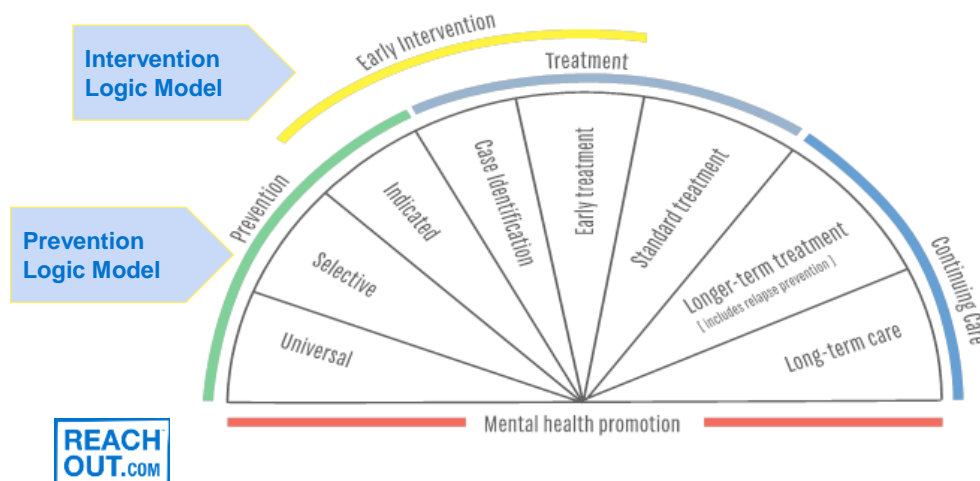 Intervention
Logic Model
Early Intervention
Treatment
Prevention
Prevention
Logic Model
Universal
Selective
Indicated
Case Identification
Early treatment
Standard treatment
Longer-term treatment
[ includes relapse prevention ]
Long-term care
Continuing Care
Mental health promotion
REACH
OUT.COM